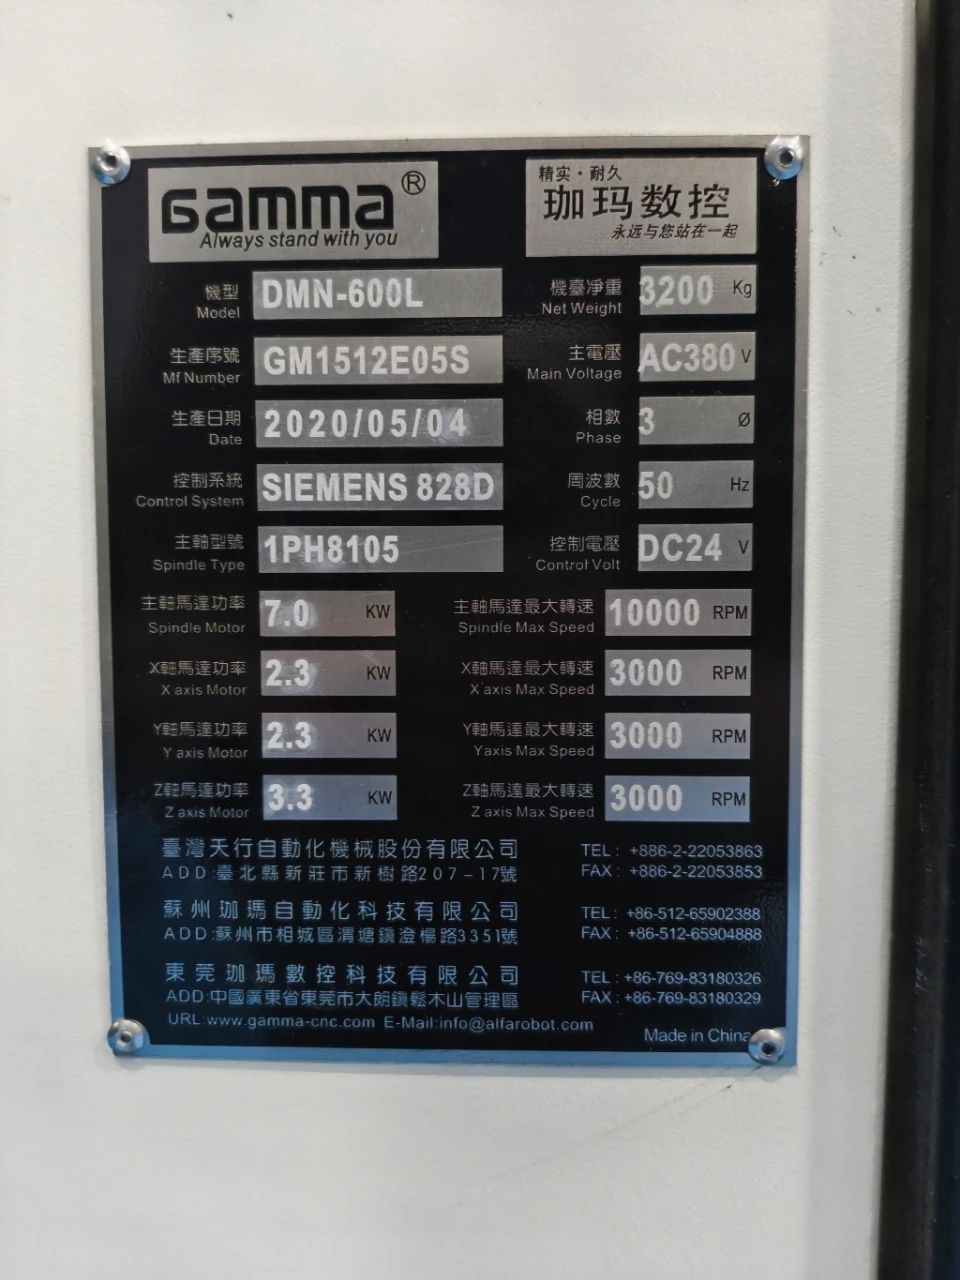 GAMMA®
Always stand with you
精实·耐久
珈玛数控
永远与您站在一起
機型 DMN-600L 機臺淨重 3200 Kg
Model Net Weight
生產序號 GM1512E05S 主電壓 AC380 V
Mf Number Main Voltage
生產日期 2020/05/04 相數 3 Ø
Date Phase
控制系統 SIEMENS 828D 周波數 50 Hz
Control System Cycle
主軸型號 1PH8105 控制電壓 DC24 V
Spindle Type Control Volt
主軸馬達功率 7.0 KW 主軸馬達最大轉速 10000 RPM
Spindle Motor Spindle Max Speed
X軸馬達功率 2.3 KW X軸馬達最大轉速 3000 RPM
X axis Motor X axis Max Speed
Y軸馬達功率 2.3 KW Y軸馬達最大轉速 3000 RPM
Y axis Motor Yaxis Max Speed
Z軸馬達功率 3.3 KW Z軸馬達最大轉速 3000 RPM
Z axis Motor Z axis Max Speed
臺灣天行自動化機械股份有限公司 TEL: +886-2-22053863
ADD:臺北縣新莊市新樹路207-17號 FAX: +886-2-22053853
蘇州珈瑪自動化科技有限公司 TEL: +86-512-65902388
ADD:蘇州市相城區渭塘鎮澄楊路3351號 FAX: +86-512-65904888
東莞珈瑪數控科技有限公司 TEL: +86-769-83180326
ADD:中國廣東省東莞市大朗鎮鬆木山管理區 FAX: +86-769-83180329
URL:www.gamma-cnc.com E-Mail:info@alfarobot.com
Made in China